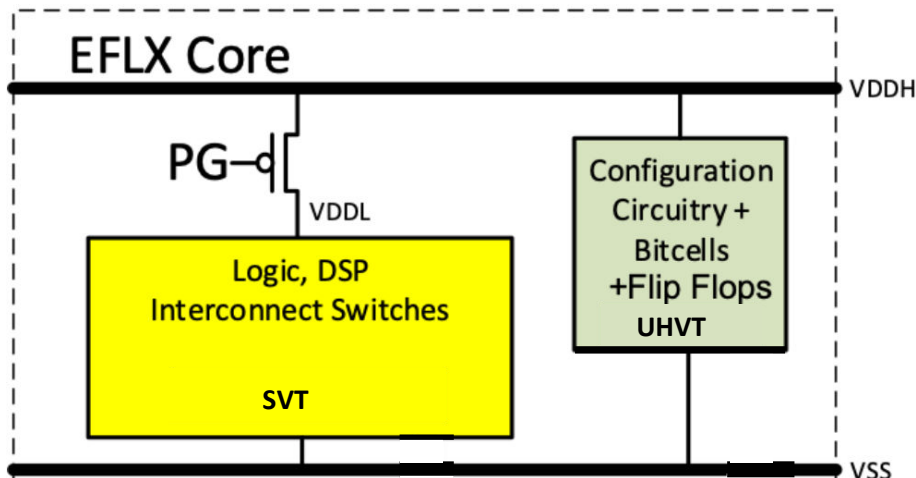 EFLX Core
VDDH
PG
VDDL
Logic, DSP
Interconnect Switches
SVT
Configuration
Circuitry +
Bitcells
+Flip Flops
UHVT
VSS